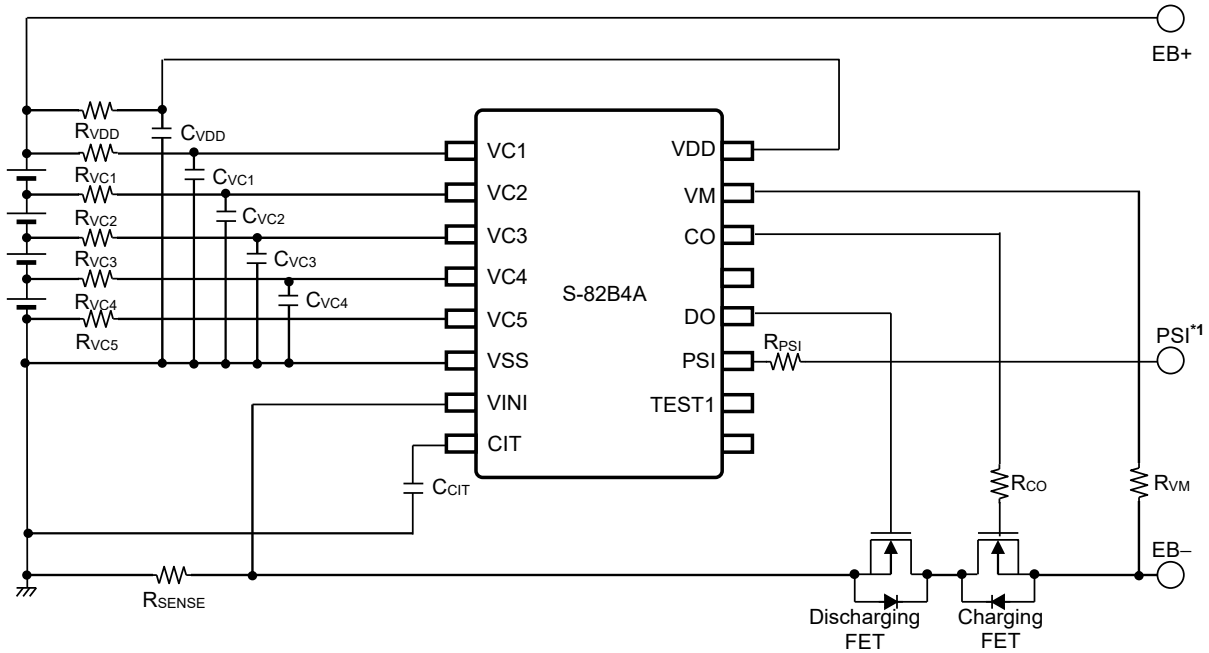 EB+
RVDD
CVDD
RVC1
CVC1
RVC2
CVC2
RVC3
CVC3
RVC4
CVC4
RVC5
VC1
VC2
VC3
VC4
VC5
VSS
VINI
CIT
S-82B4A
VDD
VM
CO
DO
PSI
TEST1
RPSI
PSI*1
CCIT
RCO
RVM
EB–
RSENSE
Discharging
FET
Charging
FET